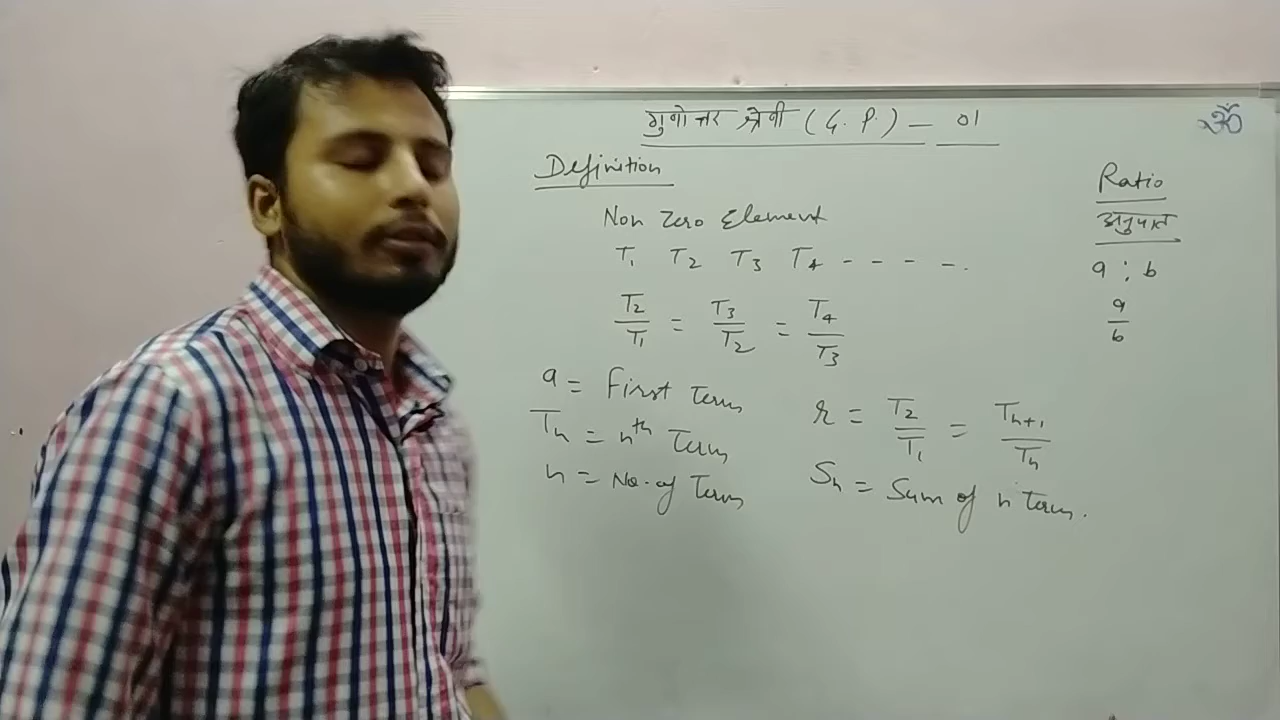 गुणोत्तर श्रेणी (G. P.) — 01
ॐ
Definition
Non Zero Element
T₁ T₂ T₃ T₄ - - - - .
T₂/T₁ = T₃/T₂ = T₄/T₃
a = First Term
Tₙ = nᵗʰ Term
n = No. of Term
r = T₂/T₁ = Tₙ₊₁/Tₙ
Sₙ = Sum of n Term.
Ratio
अनुपात
a : b
a/b